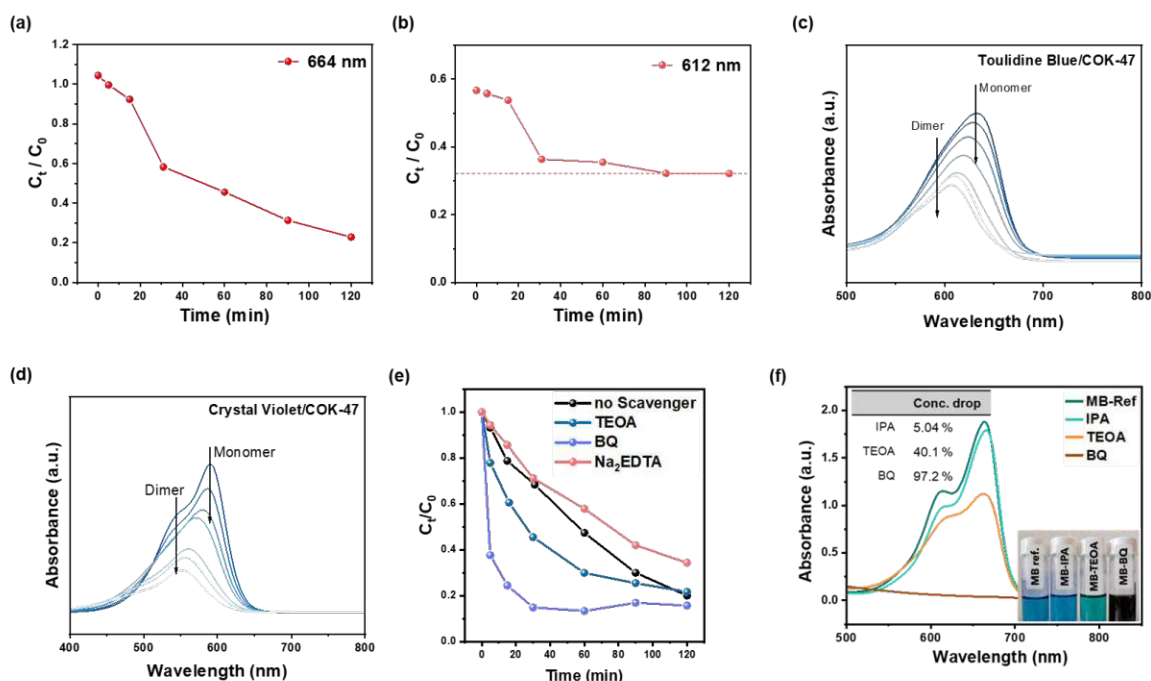 (a)
664 nm
1.2
1.0
0.8
0.6
0.4
0.2
0.0
Ct / C0
0 20 40 60 80 100 120
Time (min)
(b)
612 nm
0.6
0.4
0.2
0.0
Ct / C0
0 20 40 60 80 100 120
Time (min)
(c)
Toulidine Blue/COK-47
Monomer
Dimer
Absorbance (a.u.)
500 600 700 800
Wavelength (nm)
(d)
Crystal Violet/COK-47
Monomer
Dimer
Absorbance (a.u.)
400 500 600 700 800
Wavelength (nm)
(e)
no Scavenger
TEOA
BQ
Na2EDTA
1.0
0.8
0.6
0.4
0.2
0.0
Ct/C0
0 20 40 60 80 100 120
Time (min)
(f)
Conc. drop
IPA 5.04 %
TEOA 40.1 %
BQ 97.2 %
MB-Ref
IPA
TEOA
BQ
2.0
1.5
1.0
0.5
0.0
Absorbance (a.u.)
MB ref.
MB-IPA
MB-TEOA
MB-BQ
500 600 700 800
Wavelength (nm)